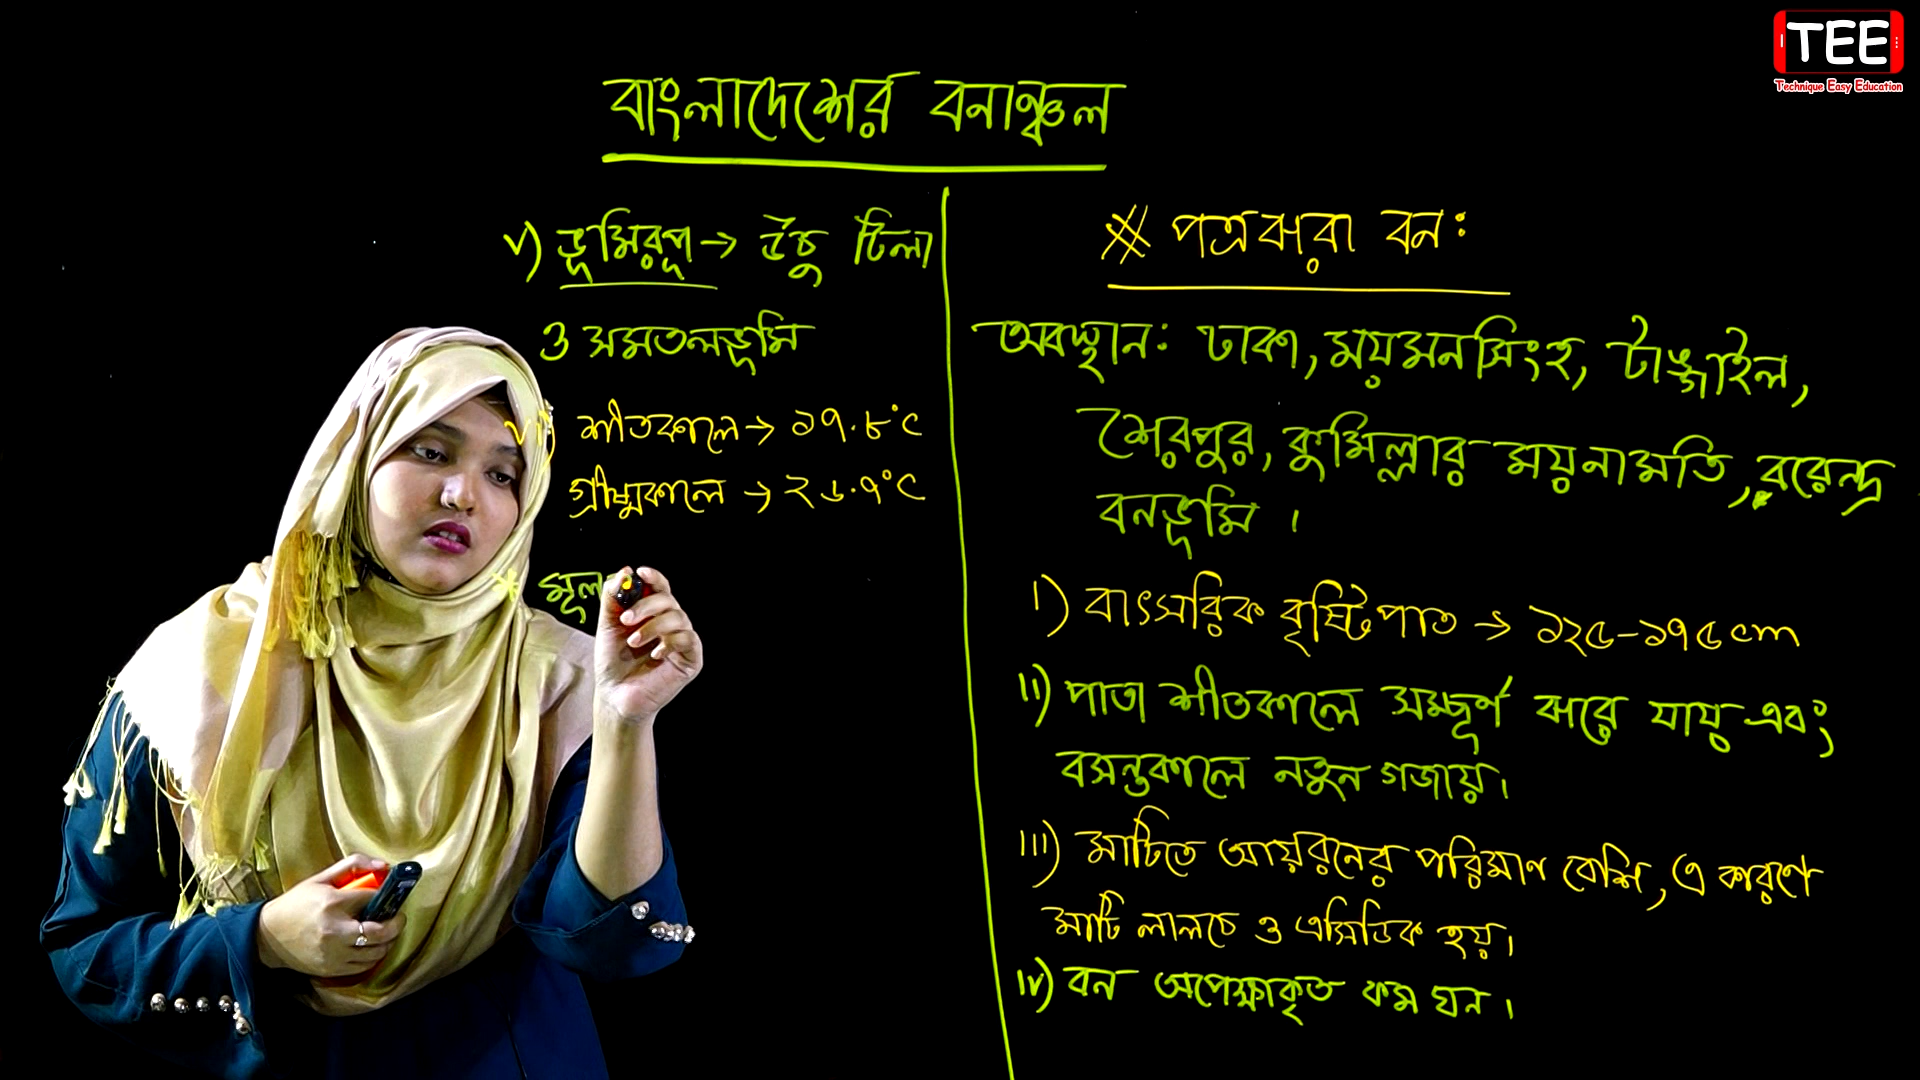 TEE
Technique Easy Education
বাংলাদেশের বনাঞ্চল
# পত্রঝরা বন:
অবস্থান: ঢাকা, ময়মনসিংহ, টাঙ্গাইল,
শেরপুর, কুমিল্লার ময়নামতি, বরেন্দ্র
বনভূমি।
i) বাৎসরিক বৃষ্টিপাত → ১২৫-১৭৫ cm
ii) পাতা শীতকালে সম্পূর্ণ ঝরে যায় এবং,
বসন্তকালে নতুন গজায়।
iii) মাটিতে আয়রনের পরিমাণ বেশি, এ কারণে
মাটি লালচে ও এসিডিক হয়।
iv) বন অপেক্ষাকৃত কম ঘন।
v) ভূমিরূপ → উঁচু টিলা
ও সমতলভূমি
vi) শীতকালে → ১৭.৮°C
গ্রীষ্মকালে → ২৬.৭°C
* মূল